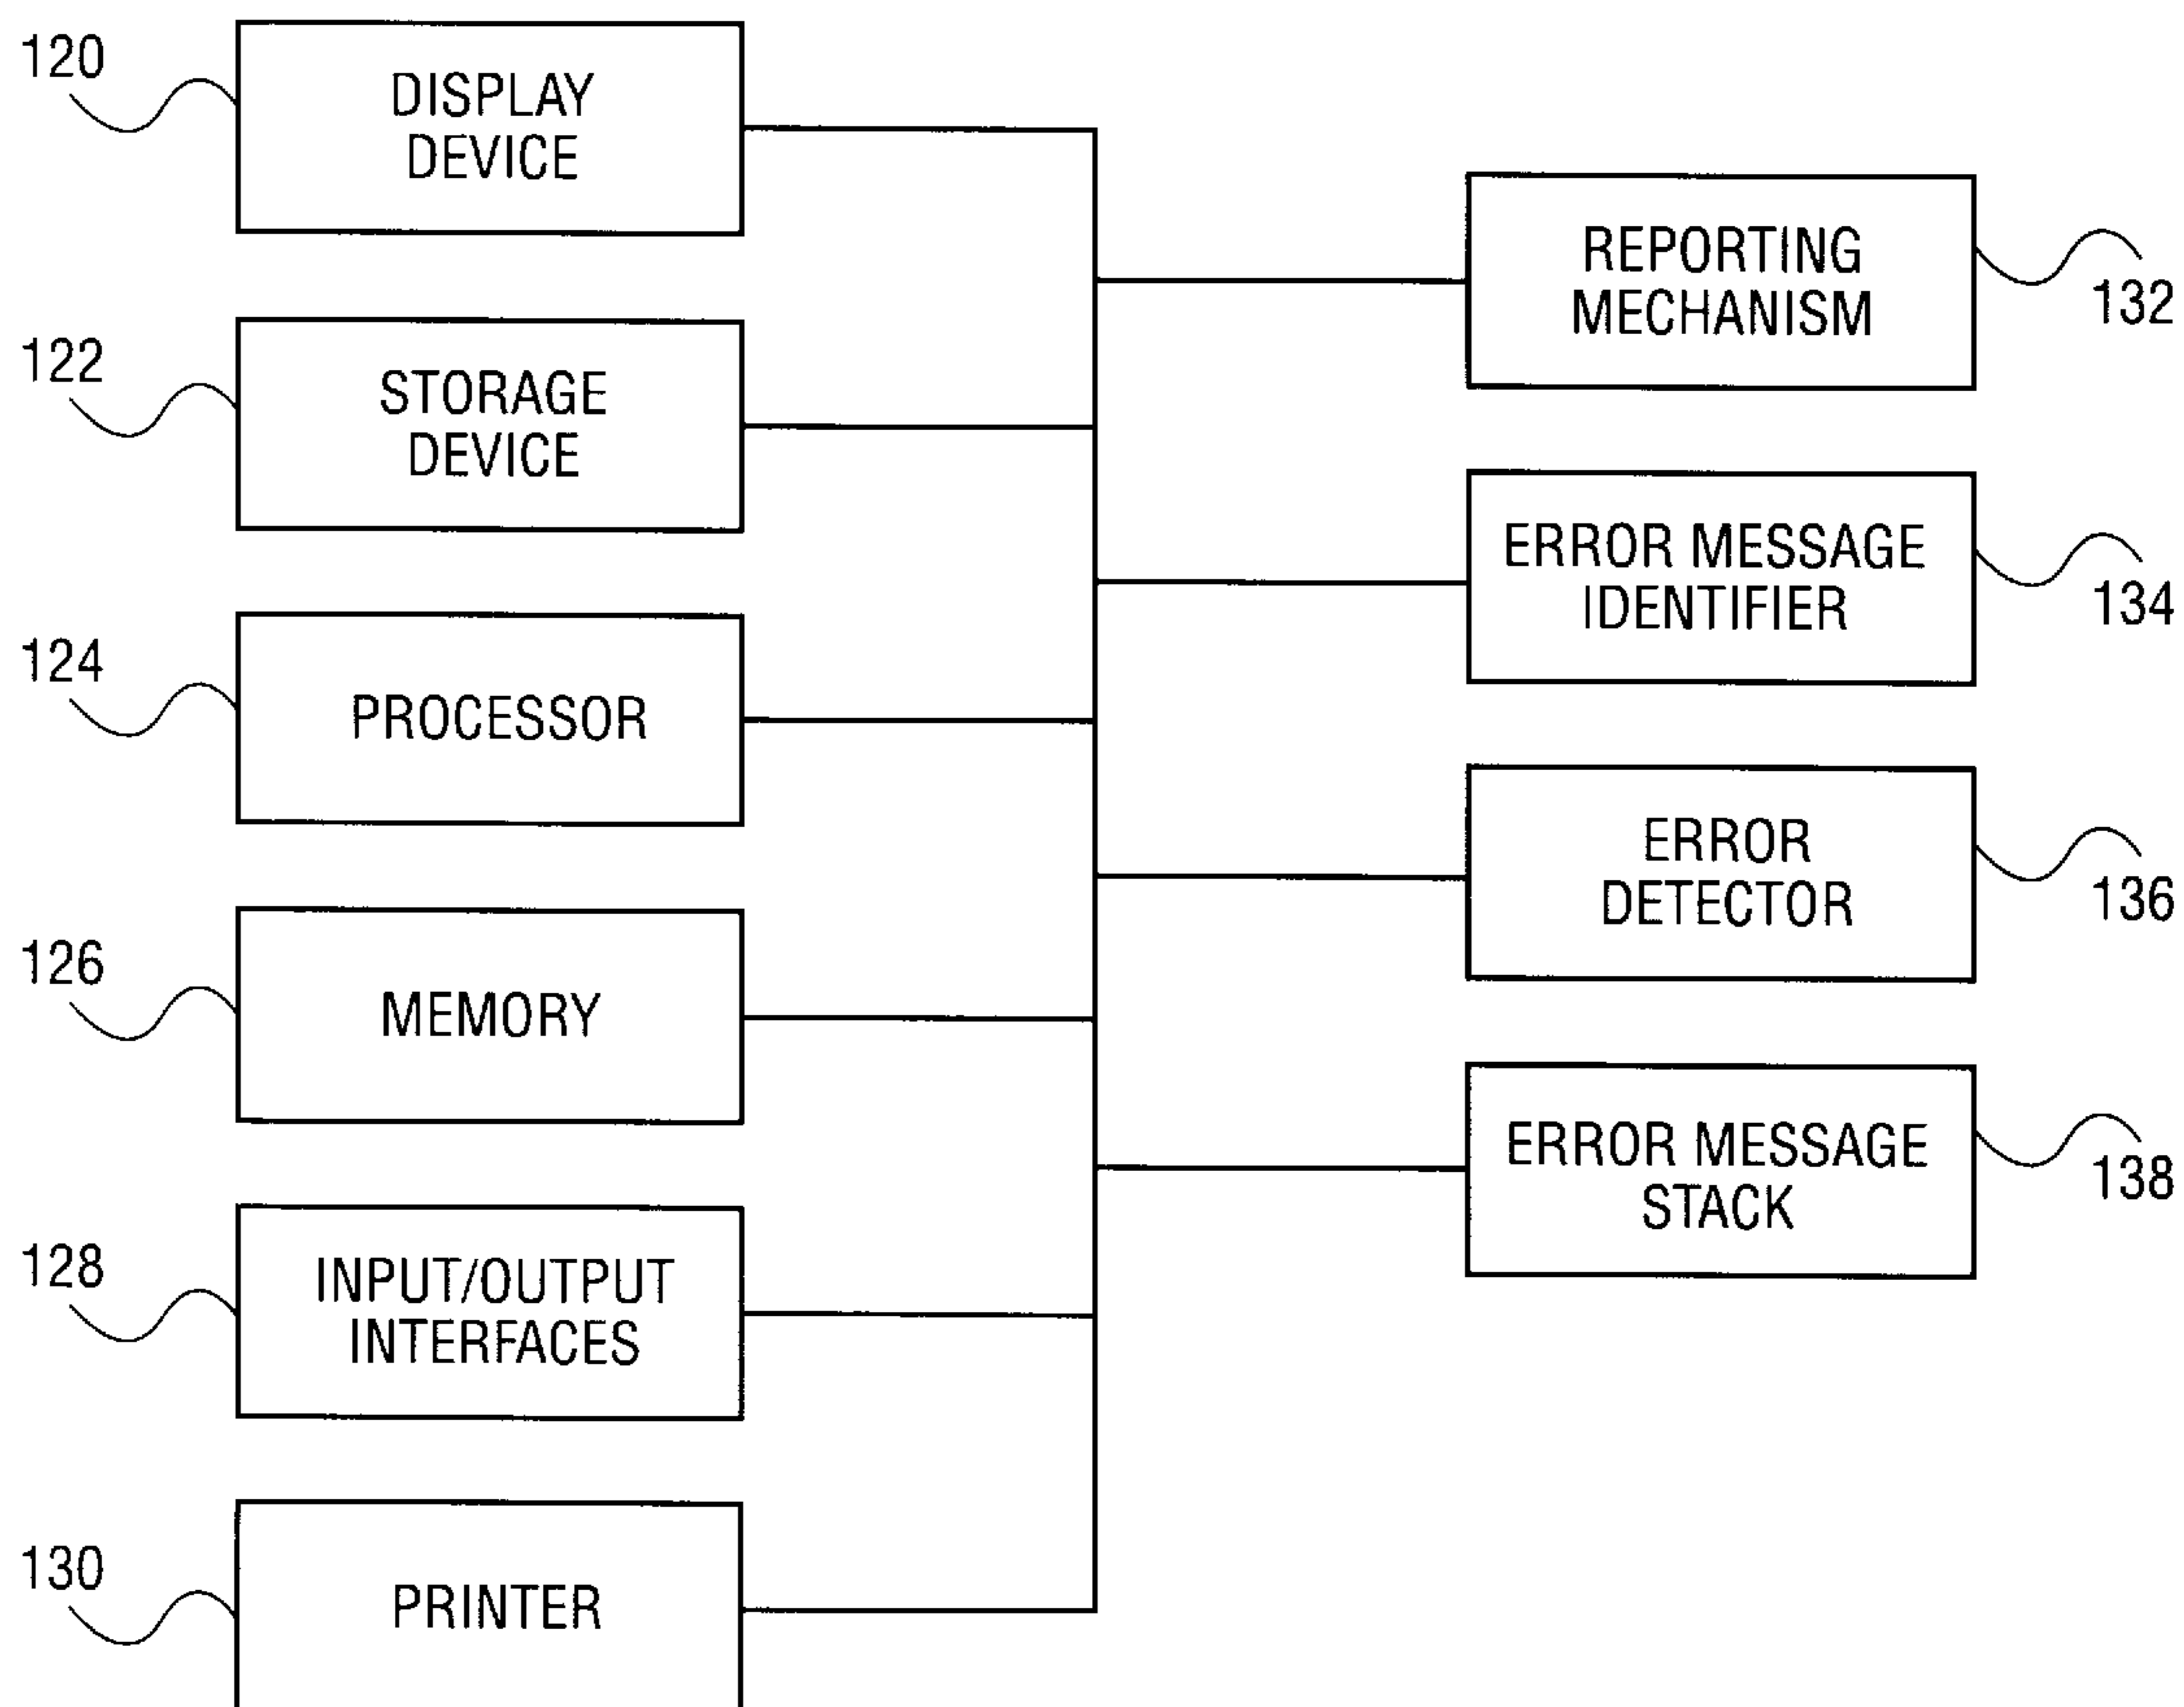 120
DISPLAY
DEVICE
122
STORAGE
DEVICE
124
PROCESSOR
126
MEMORY
128
INPUT/OUTPUT
INTERFACES
130
PRINTER
REPORTING
MECHANISM
132
ERROR MESSAGE
IDENTIFIER
134
ERROR
DETECTOR
136
ERROR MESSAGE
STACK
138